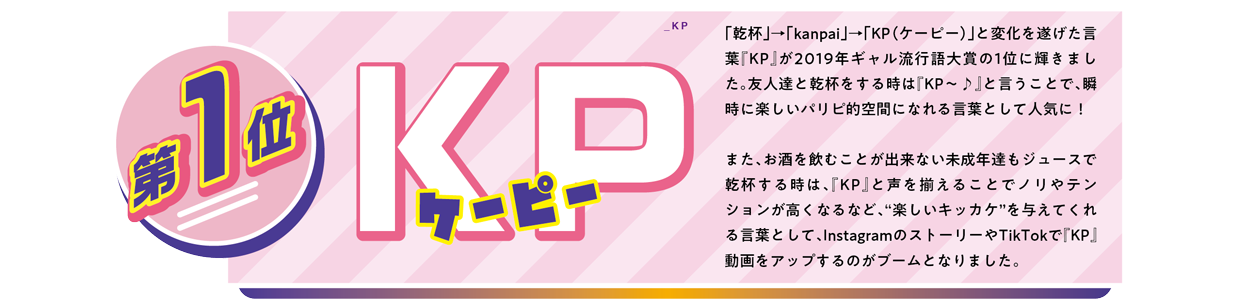 第1位
KP
ケーピー
_KP
「乾杯」→「kanpai」→「KP（ケーピー）」と変化を遂げた言
葉『KP』が2019年ギャル流行語大賞の1位に輝きまし
た。友人達と乾杯をする時は『KP～♪』と言うことで、瞬
時に楽しいパリピ的空間になれる言葉として人気に！
また、お酒を飲むことが出来ない未成年達もジュースで
乾杯する時は、『KP』と声を揃えることでノリやテン
ションが高くなるなど、“楽しいキッカケ”を与えてくれ
る言葉として、InstagramのストーリーやTikTokで『KP』
動画をアップするのがブームとなりました。